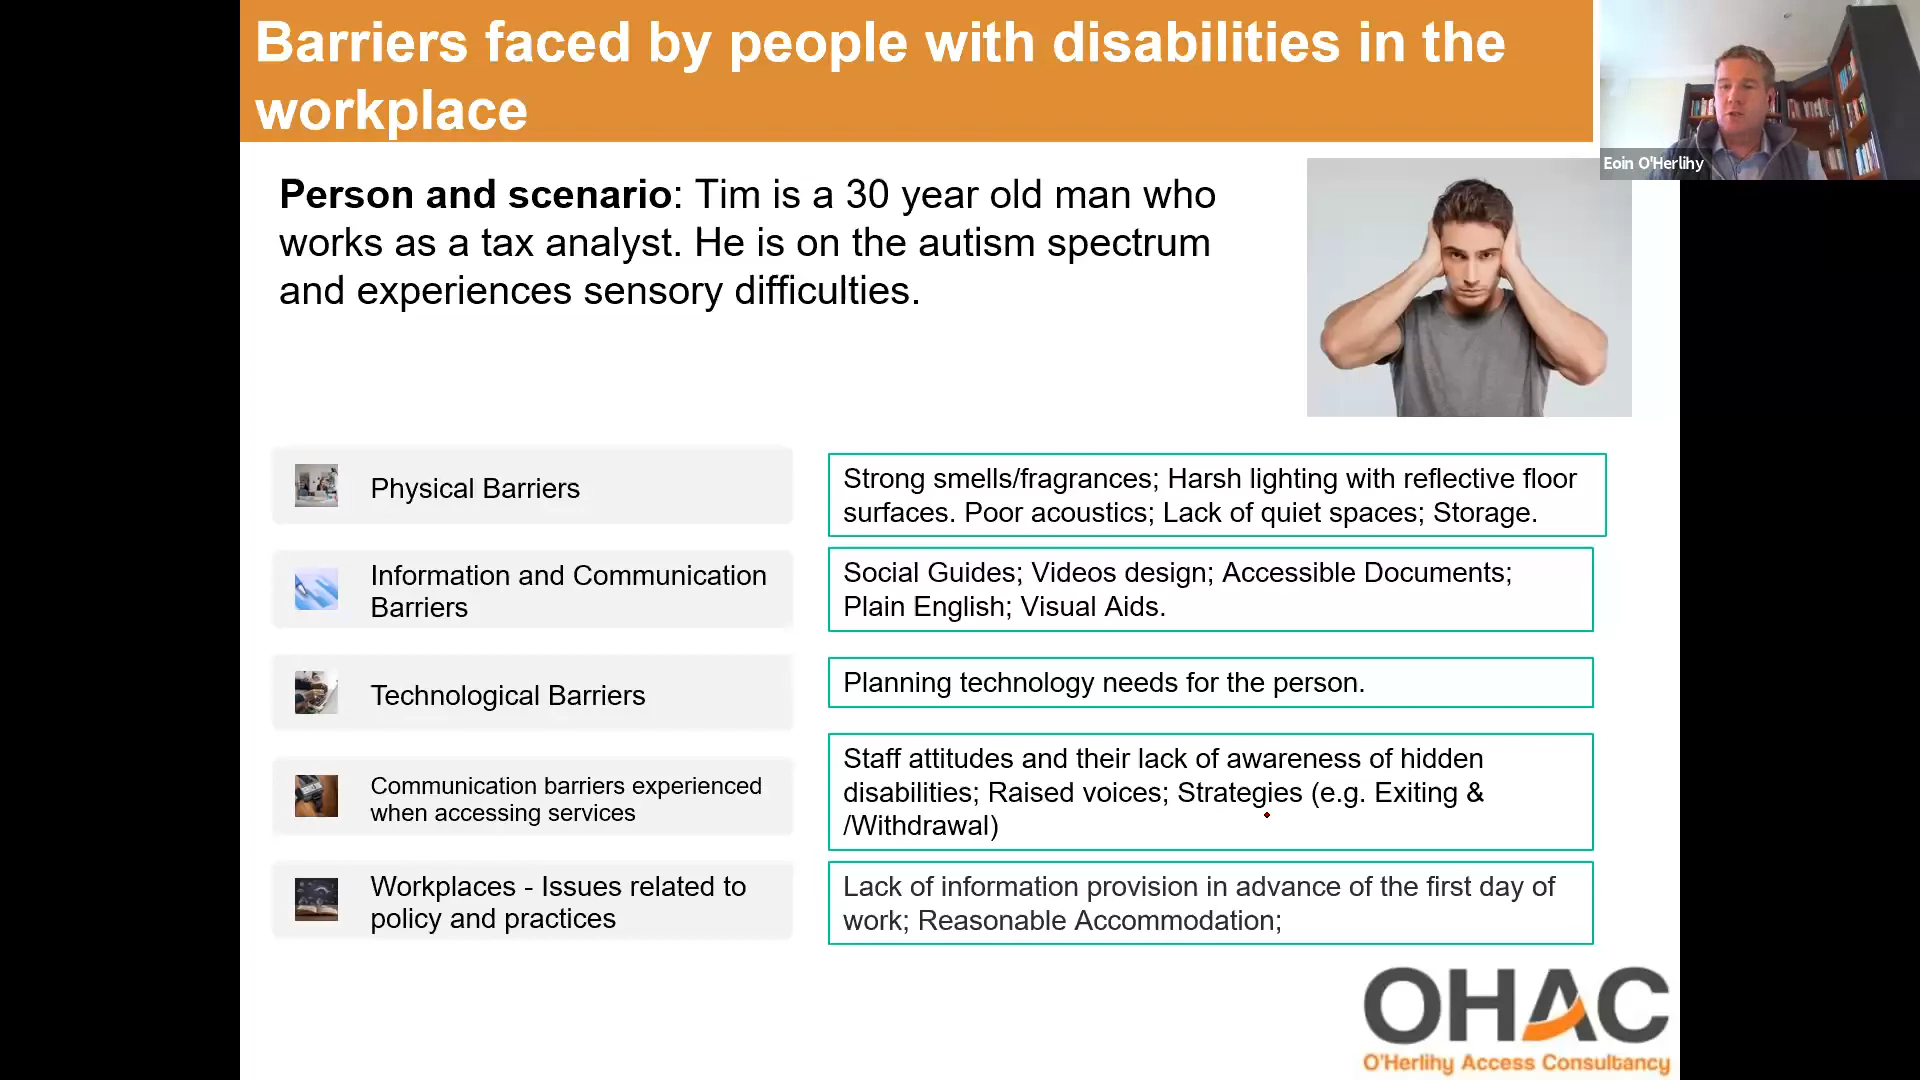 Barriers faced by people with disabilities in the
workplace
Eoin O'Herlihy
Person and scenario: Tim is a 30 year old man who
works as a tax analyst. He is on the autism spectrum
and experiences sensory difficulties.
Physical Barriers
Strong smells/fragrances; Harsh lighting with reflective floor
surfaces. Poor acoustics; Lack of quiet spaces; Storage.
Information and Communication
Barriers
Social Guides; Videos design; Accessible Documents;
Plain English; Visual Aids.
Technological Barriers
Planning technology needs for the person.
Communication barriers experienced
when accessing services
Staff attitudes and their lack of awareness of hidden
disabilities; Raised voices; Strategies (e.g. Exiting &
/Withdrawal)
Workplaces - Issues related to
policy and practices
Lack of information provision in advance of the first day of
work; Reasonable Accommodation;
OHAC
O'Herlihy Access Consultancy